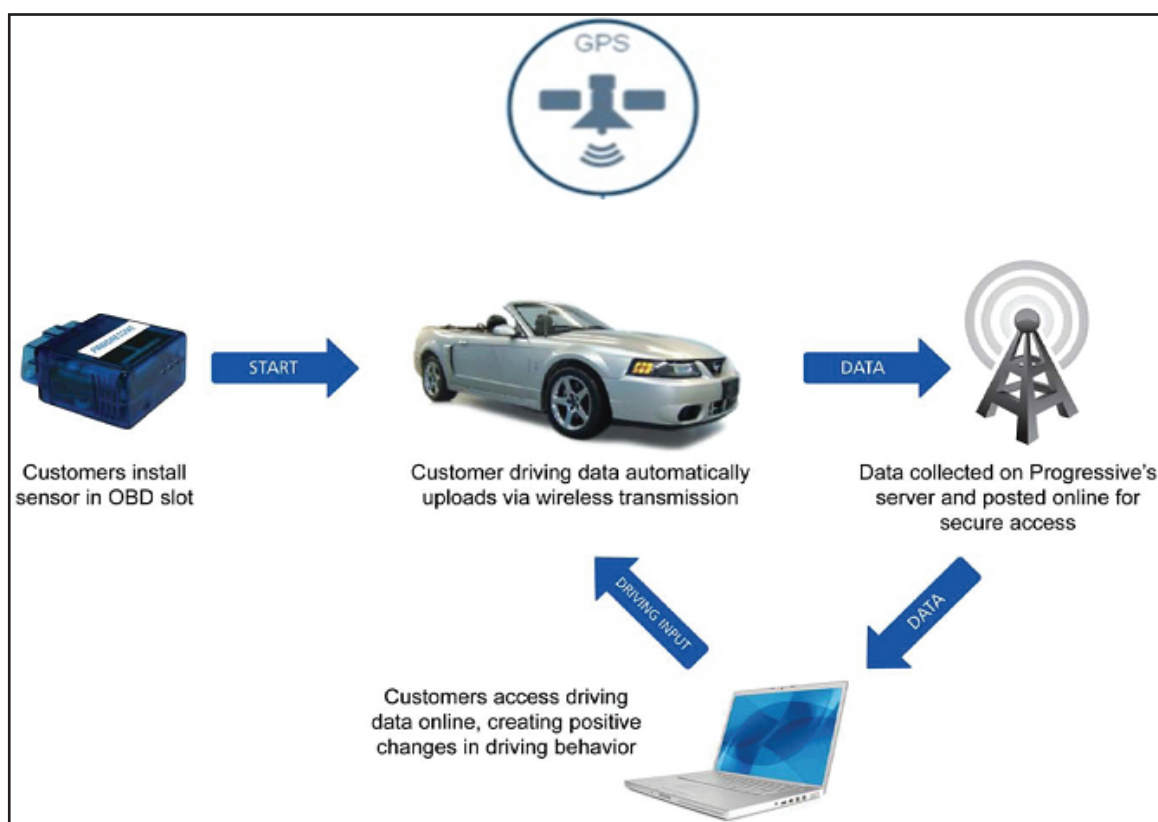 GPS
PROGRESSIVE
START
DATA
Customers install
sensor in OBD slot
Customer driving data automatically
uploads via wireless transmission
Data collected on Progressive's
server and posted online for
secure access
DRIVING INPUT
DATA
Customers access driving
data online, creating positive
changes in driving behavior